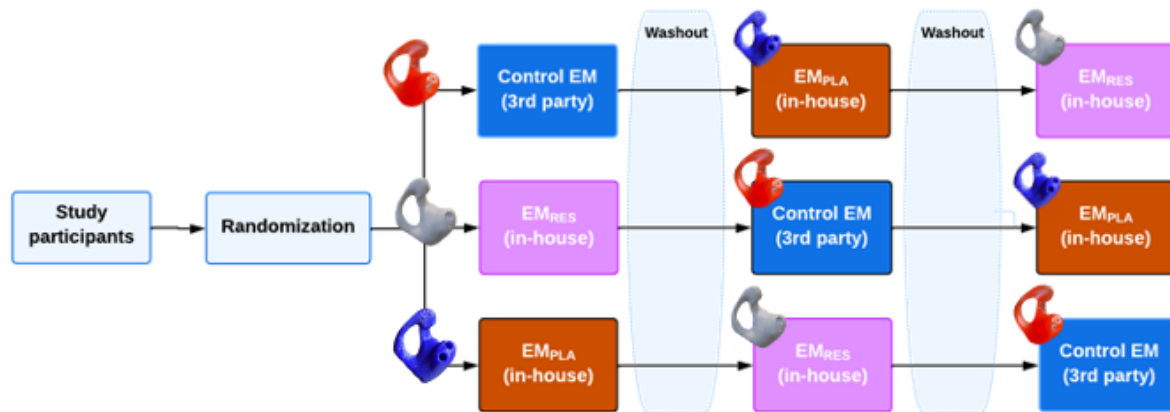 Washout
Washout
Control EM
(3rd party)
EMPLA
(in-house)
EMRES
(in-house)
Study
participants
Randomization
EMRES
(in-house)
Control EM
(3rd party)
EMPLA
(in-house)
EMPLA
(in-house)
EMRES
(in-house)
Control EM
(3rd party)